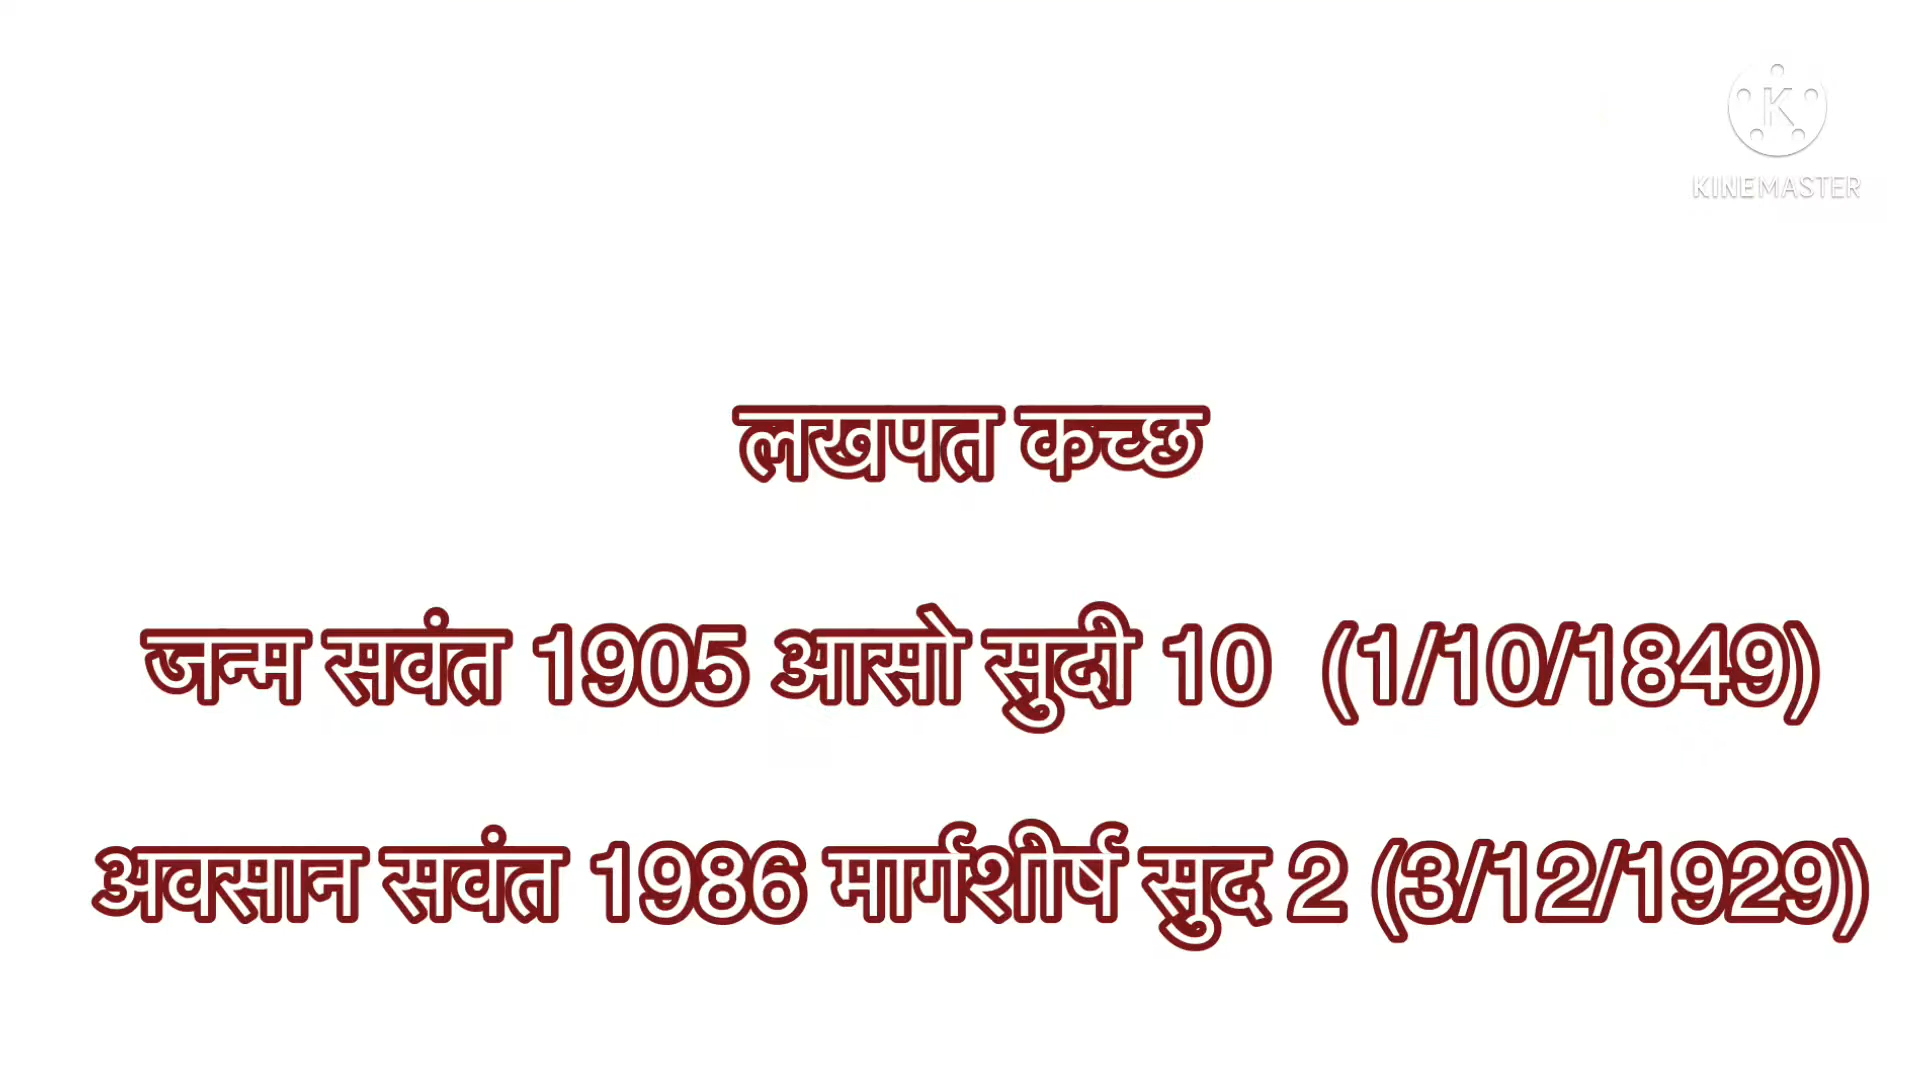 KINEMASTER
लखपत कच्छ
जन्म सवंत 1905 आसो सुदी 10 (1/10/1849)
अवसान सवंत 1986 मार्गशीर्ष सुद 2 (3/12/1929)